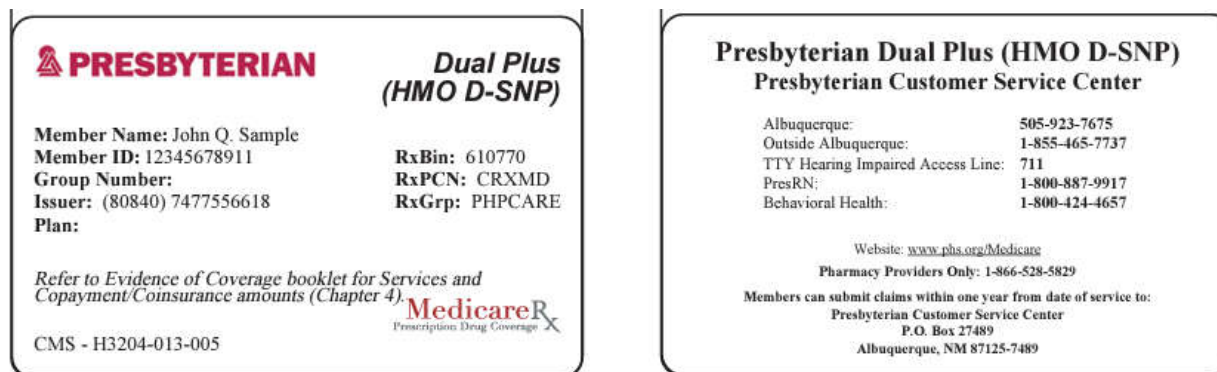 PRESBYTERIAN
Dual Plus
(HMO D-SNP)
Member Name: John Q. Sample
Member ID: 12345678911
Group Number:
Issuer: (80840) 7477556618
Plan:
RxBin: 610770
RxPCN: CRXMD
RxGrp: PHPCARE
Refer to Evidence of Coverage booklet for Services and
Copayment/Coinsurance amounts (Chapter 4).
MedicareRx
Prescription Drug Coverage
CMS - H3204-013-005
Presbyterian Dual Plus (HMO D-SNP)
Presbyterian Customer Service Center
Albuquerque: 505-923-7675
Outside Albuquerque: 1-855-465-7737
TTY Hearing Impaired Access Line: 711
PresRN: 1-800-887-9917
Behavioral Health: 1-800-424-4657
Website: www.phs.org/Medicare
Pharmacy Providers Only: 1-866-528-5829
Members can submit claims within one year from date of service to:
Presbyterian Customer Service Center
P.O. Box 27489
Albuquerque, NM 87125-7489